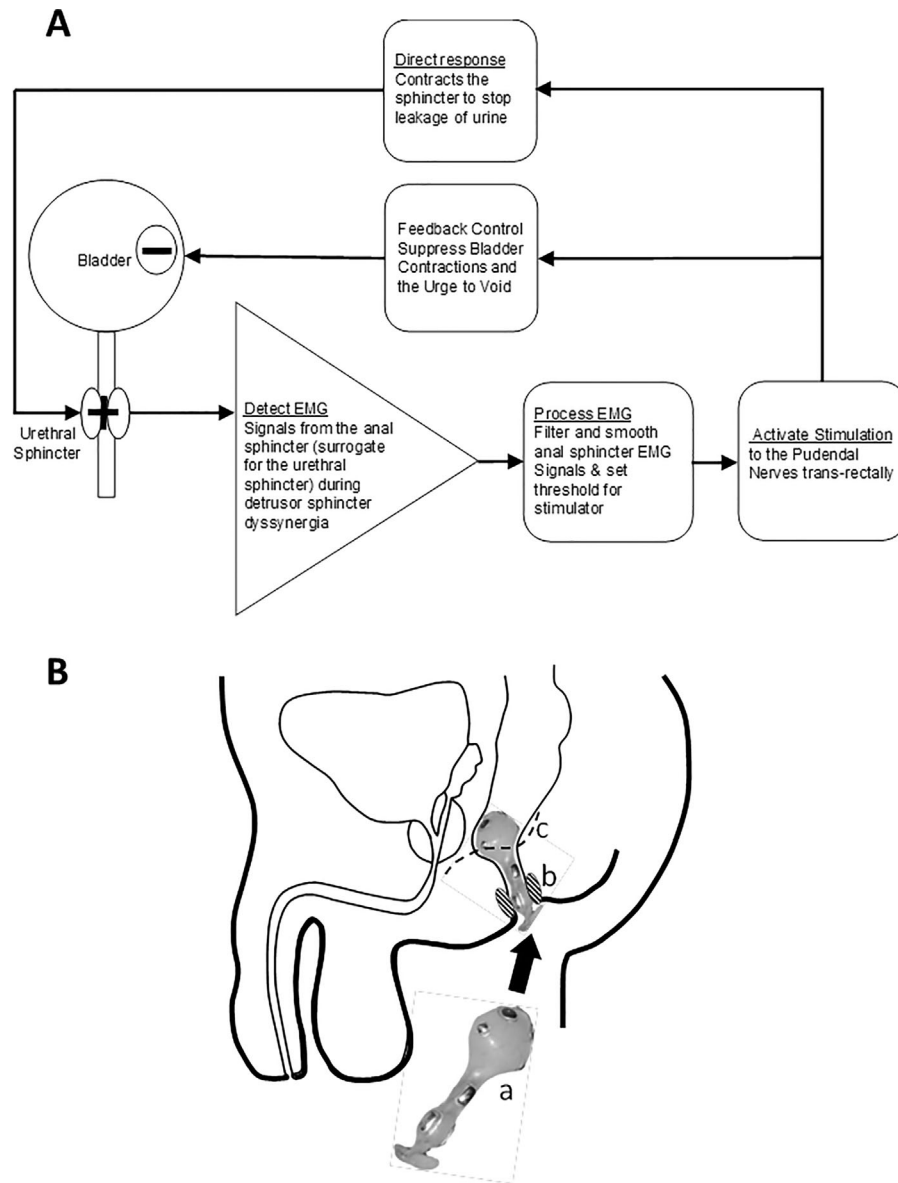 A
Direct response
Contracts the
sphincter to stop
leakage of urine
Bladder
Feedback Control
Suppress Bladder
Contractions and
the Urge to Void
Urethral
Sphincter
Detect EMG
Signals from the anal
sphincter (surrogate
for the urethral
sphincter) during
detrusor sphincter
dyssynergia
Process EMG
Filter and smooth
anal sphincter EMG
Signals & set
threshold for
stimulator
Activate Stimulation
to the Pudendal
Nerves trans-rectally
B
c
b
a